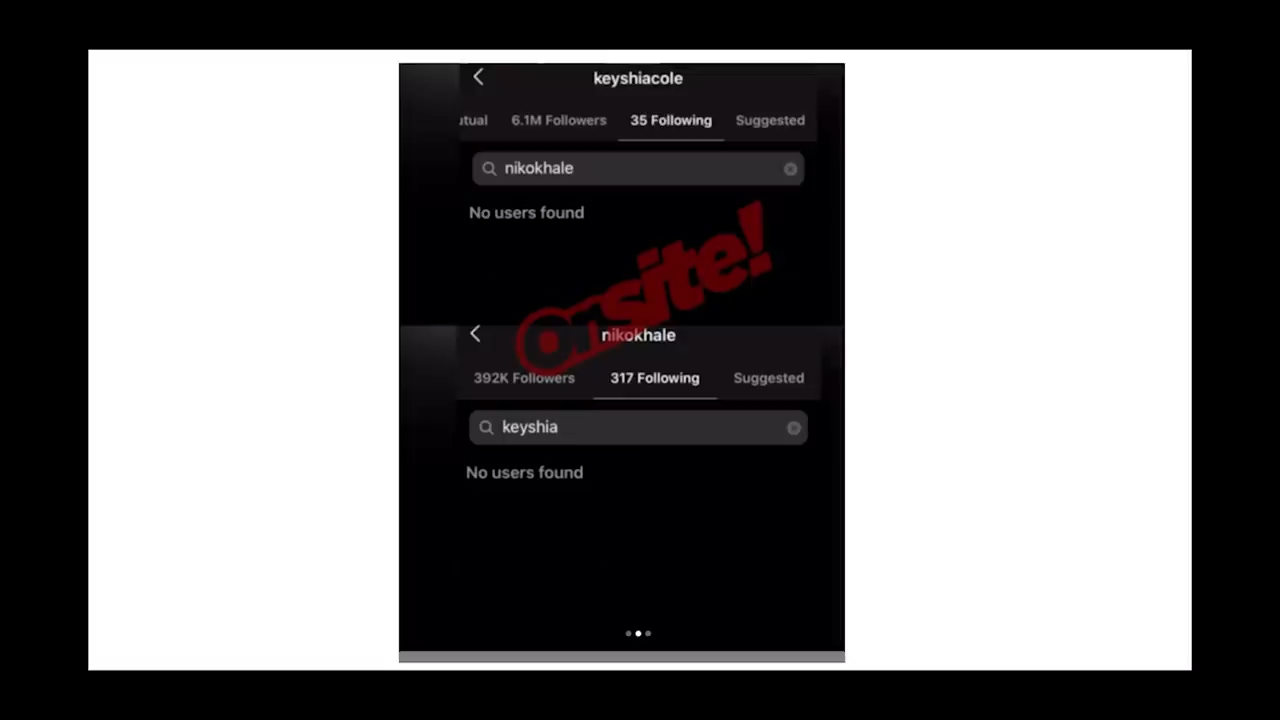 keyshiacole
utual 6.1M Followers 35 Following Suggested
nikokhale
No users found
Onsite!
nikokhale
392K Followers 317 Following Suggested
keyshia
No users found